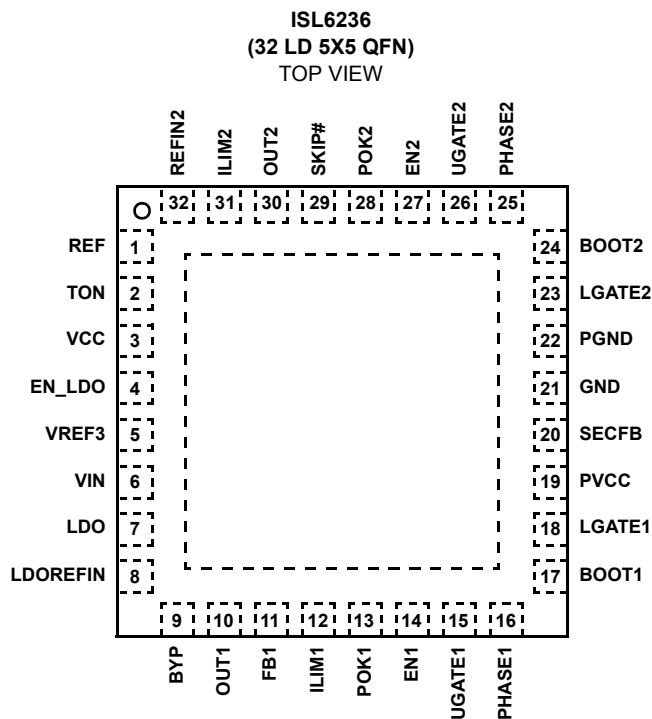 ISL6236
(32 LD 5X5 QFN)
TOP VIEW
REFIN2
ILIM2
OUT2
SKIP#
POK2
EN2
UGATE2
PHASE2
32 31 30 29 28 27 26 25
REF 1
TON 2
VCC 3
EN_LDO 4
VREF3 5
VIN 6
LDO 7
LDOREFIN 8
24 BOOT2
23 LGATE2
22 PGND
21 GND
20 SECFB
19 PVCC
18 LGATE1
17 BOOT1
9 10 11 12 13 14 15 16
BYP
OUT1
FB1
ILIM1
POK1
EN1
UGATE1
PHASE1